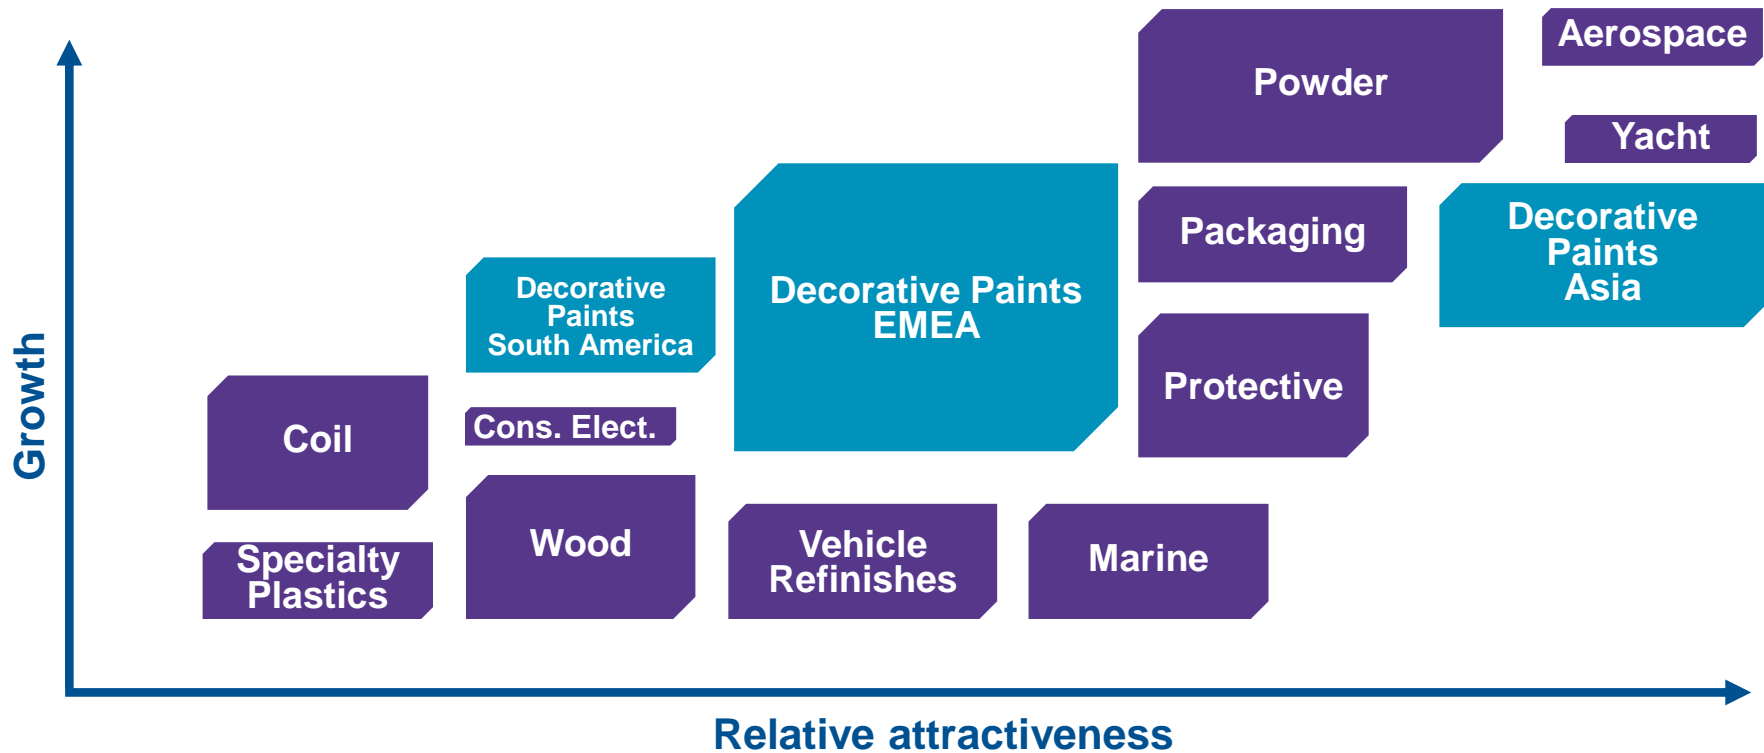 Aerospace
Powder
Yacht
Packaging
Decorative
Paints
Asia
Decorative
Paints
South America
Decorative Paints
EMEA
Growth
Protective
Coil
Cons. Elect.
Wood
Vehicle
Refinishes
Marine
Specialty
Plastics
Relative attractiveness